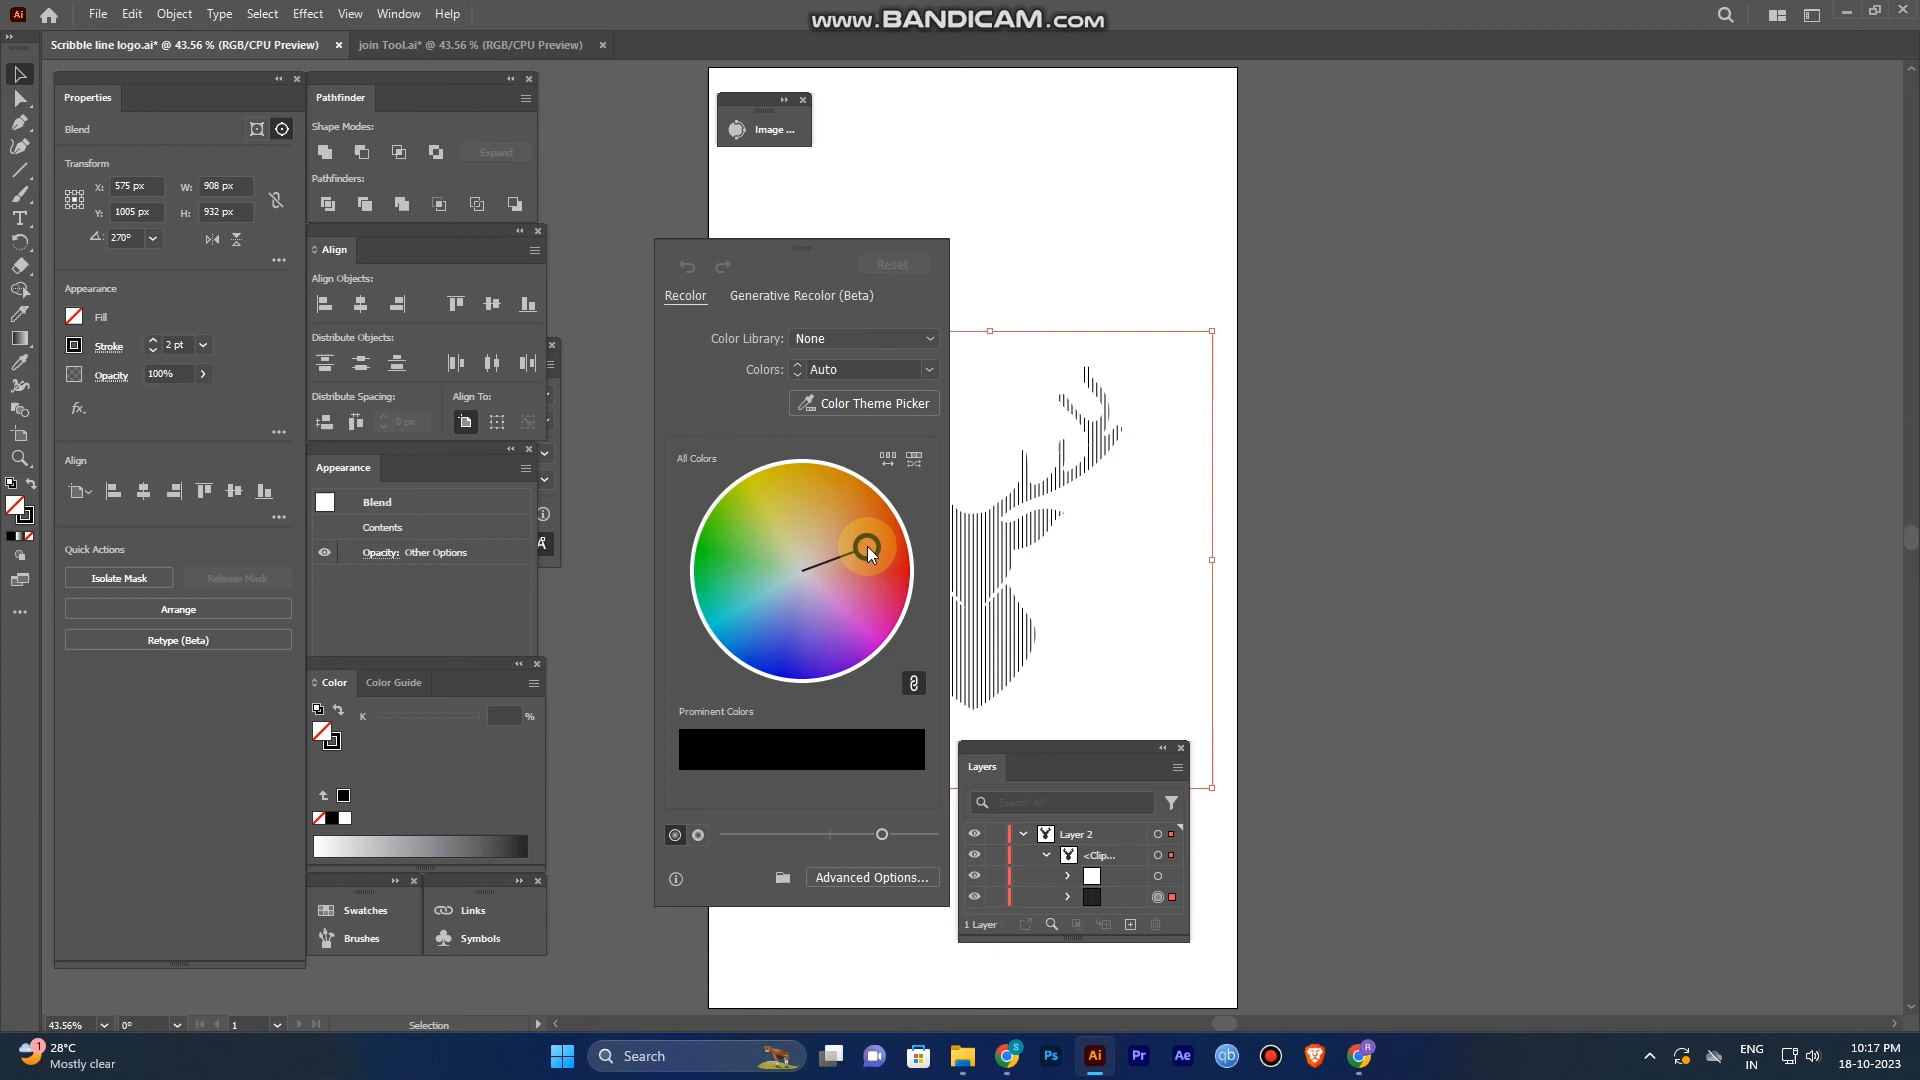 Ai File Edit Object Type Select Effect View Window Help
www.BANDICAM.com
Scribble line logo.ai* @ 43.56 % (RGB/CPU Preview) × join Tool.ai* @ 43.56 % (RGB/CPU Preview) ×
Properties
Blend
Transform
X: 575 px W: 908 px
Y: 1005 px H: 932 px
270°
Appearance
Fill
Stroke 2 pt
Opacity 100%
fx.
Align
Quick Actions
Isolate Mask Release Mask
Arrange
Retype (Beta)
Pathfinder
Shape Modes:
Expand
Pathfinders:
Align
Align Objects:
Distribute Objects:
Distribute Spacing: Align To:
0 px
Appearance
Blend
Contents
Opacity: Other Options
Color Color Guide
K %
Swatches Links
Brushes Symbols
Image ...
Reset
Recolor Generative Recolor (Beta)
Color Library: None
Colors: Auto
Color Theme Picker
All Colors
Prominent Colors
Advanced Options...
Layers
Search All
Layer 2
<Clip...
1 Layer
43.56% 0° 1 Selection
28°C
Mostly clear
1
Search
S
Ps Ai Pr Ae qb
R
ENG
IN
10:17 PM
18-10-2023